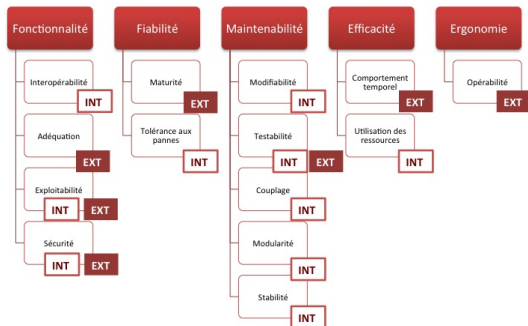 Fonctionnalité
Interopérabilité
INT
Adéquation
EXT
Exploitabilité
INT EXT
Sécurité
INT EXT
Fiabilité
Maturité
EXT
Tolérance aux
pannes
INT
Maintenabilité
Modifiabilité
INT
Testabilité
INT EXT
Couplage
INT
Modularité
INT
Stabilité
INT
Efficacité
Comportement
temporel
EXT
Utilisation des
ressources
INT
Ergonomie
Opérabilité
EXT